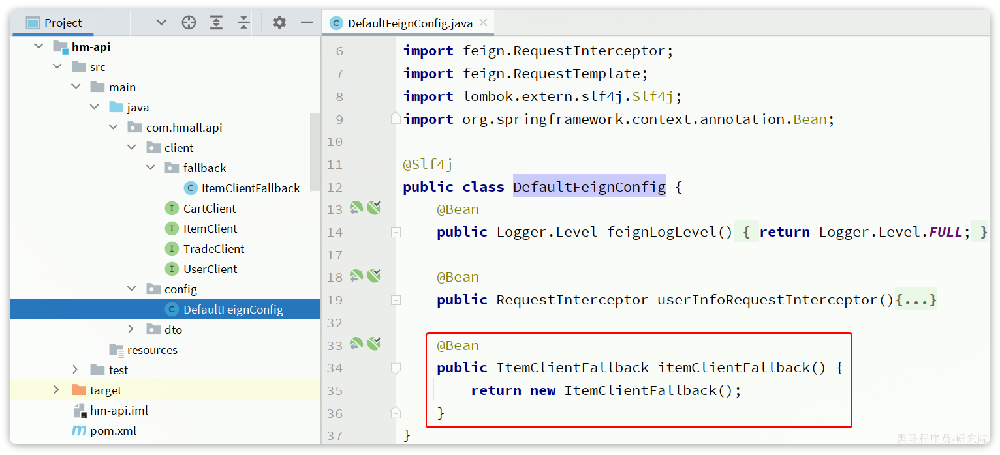 Project
hm-api
src
main
java
com.hmall.api
client
fallback
ItemClientFallback
CartClient
ItemClient
TradeClient
UserClient
config
DefaultFeignConfig
dto
resources
test
target
hm-api.iml
pom.xml
DefaultFeignConfig.java
6 import feign.RequestInterceptor;
7 import feign.RequestTemplate;
8 import lombok.extern.slf4j.Slf4j;
9 import org.springframework.context.annotation.Bean;
10
11 @Slf4j
12 public class DefaultFeignConfig {
13 @Bean
14 public Logger.Level feignLogLevel() { return Logger.Level.FULL; }
17
18 @Bean
19 public RequestInterceptor userInfoRequestInterceptor(){...}
32
33 @Bean
34 public ItemClientFallback itemClientFallback() {
35 return new ItemClientFallback();
36 }
37 }
黑马程序员-研究院